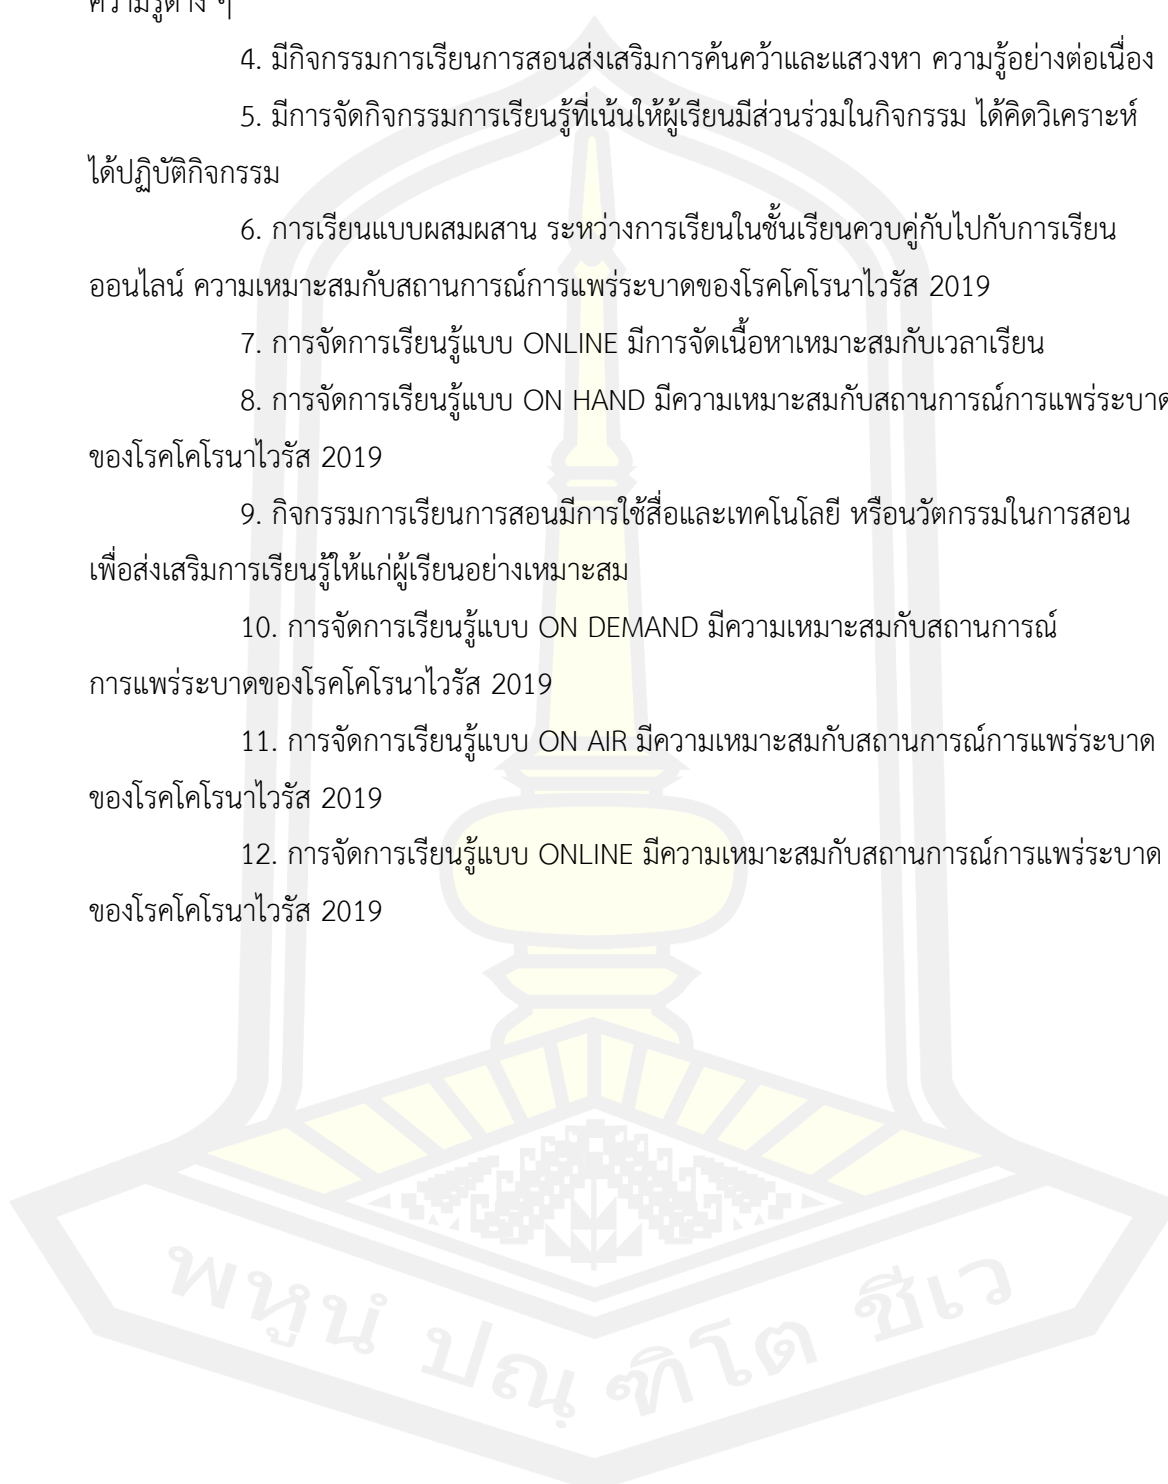 ความรู้ต่าง ๆ
4. มีกิจกรรมการเรียนการสอนส่งเสริมการค้นคว้าและแสวงหา ความรู้อย่างต่อเนื่อง
5. มีการจัดกิจกรรมการเรียนรู้ที่เน้นให้ผู้เรียนมีส่วนร่วมในกิจกรรม ได้คิดวิเคราะห์
ได้ปฏิบัติกิจกรรม
6. การเรียนแบบผสมผสาน ระหว่างการเรียนในชั้นเรียนควบคู่กับไปกับการเรียน
ออนไลน์ ความเหมาะสมกับสถานการณ์การแพร่ระบาดของโรคโคโรนาไวรัส 2019
7. การจัดการเรียนรู้แบบ ONLINE มีการจัดเนื้อหาเหมาะสมกับเวลาเรียน
8. การจัดการเรียนรู้แบบ ON HAND มีความเหมาะสมกับสถานการณ์การแพร่ระบาด
ของโรคโคโรนาไวรัส 2019
9. กิจกรรมการเรียนการสอนมีการใช้สื่อและเทคโนโลยี หรือนวัตกรรมในการสอน
เพื่อส่งเสริมการเรียนรู้ให้แก่ผู้เรียนอย่างเหมาะสม
10. การจัดการเรียนรู้แบบ ON DEMAND มีความเหมาะสมกับสถานการณ์
การแพร่ระบาดของโรคโคโรนาไวรัส 2019
11. การจัดการเรียนรู้แบบ ON AIR มีความเหมาะสมกับสถานการณ์การแพร่ระบาด
ของโรคโคโรนาไวรัส 2019
12. การจัดการเรียนรู้แบบ ONLINE มีความเหมาะสมกับสถานการณ์การแพร่ระบาด
ของโรคโคโรนาไวรัส 2019
พหูนํ ปณฺฑิโต ชีเว